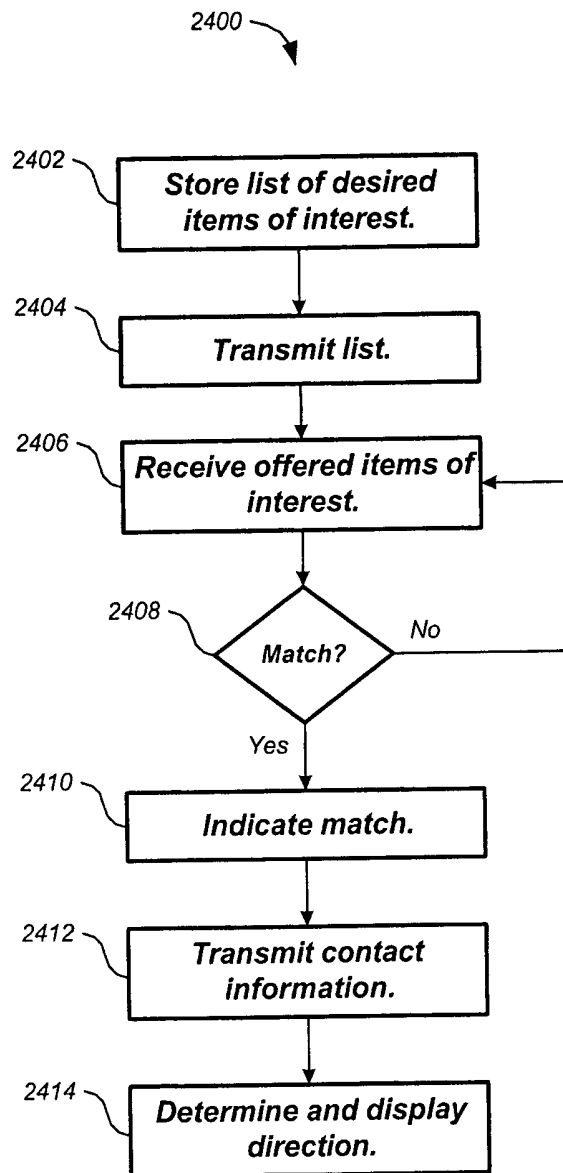 2400
2402
Store list of desired
items of interest.
2404
Transmit list.
2406
Receive offered items of
interest.
2408
Match?
No
Yes
2410
Indicate match.
2412
Transmit contact
information.
2414
Determine and display
direction.